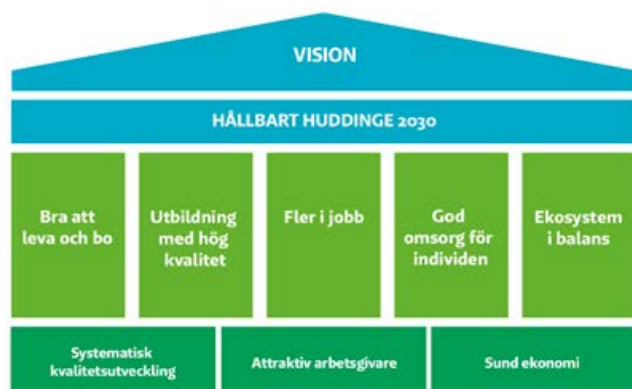 VISION
HÅLLBART HUDDINGE 2030
Bra att
leva och bo
Utbildning
med hög
kvalitet
Fler i jobb
God
omsorg för
individen
Ekosystem
i balans
Systematisk
kvalitetsutveckling
Attraktiv arbetsgivare
Sund ekonomi